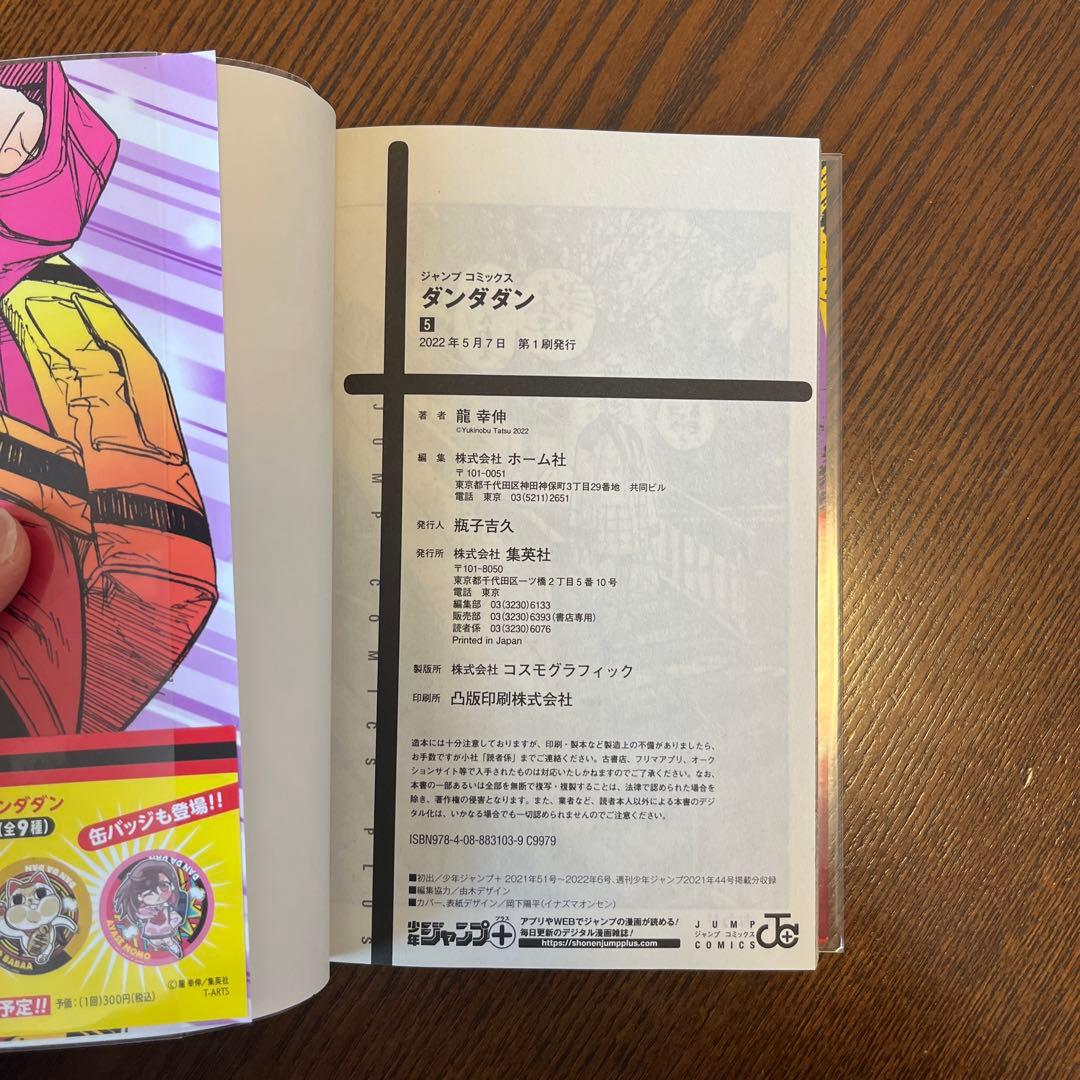 ジャンプ コミックス
ダンダダン
5
2022年5月7日 第1刷発行
著者 龍 幸伸
©Yukinobu Tatsu 2022
編集 株式会社 ホーム社
〒101-0051
東京都千代田区神田神保町3丁目29番地 共同ビル
電話 東京 03(5211)2651
発行人 瓶子吉久
発行所 株式会社 集英社
〒101-8050
東京都千代田区一ツ橋2丁目5番10号
電話 東京
編集部 03(3230)6133
販売部 03(3230)6393(書店専用)
読者係 03(3230)6076
Printed in Japan
製版所 株式会社 コスモグラフィック
印刷所 凸版印刷株式会社
造本には十分注意しておりますが、印刷・製本など製造上の不備がありましたら、
お手数ですが小社「読者係」までご連絡ください。古書店、フリマアプリ、オーク
ションサイト等で入手されたものは対応いたしかねますのでご了承ください。なお、
本書の一部あるいは全部を無断で複写・複製することは、法律で認められた場合を
除き、著作権の侵害となります。また、業者など、読者本人以外による本書のデジ
タル化は、いかなる場合でも一切認められませんのでご注意ください。
ISBN978-4-08-883103-9 C9979
■初出/少年ジャンプ+ 2021年51号~2022年6号、週刊少年ジャンプ2021年44号掲載分収録
■編集協力/由木デザイン
■カバー、表紙デザイン/岡下陽平(イナズマオンセン)
少年ジャンプ+
プラス
アプリやWEBでジャンプの漫画が読める!
毎日更新のデジタル漫画雑誌!
https://shonenjumpplus.com
JUMP
ジャンプ コミックス
COMICS
JC+
JUMP COMICS PLUS
ンダダン
(全9種)
缶バッジも登場!!
DAN DA DAN
BABAA
DAN DA DAN
AYASE MOMO
©龍 幸伸/集英社
T-ARTS
予定!! 予価:(1回)300円(税込)